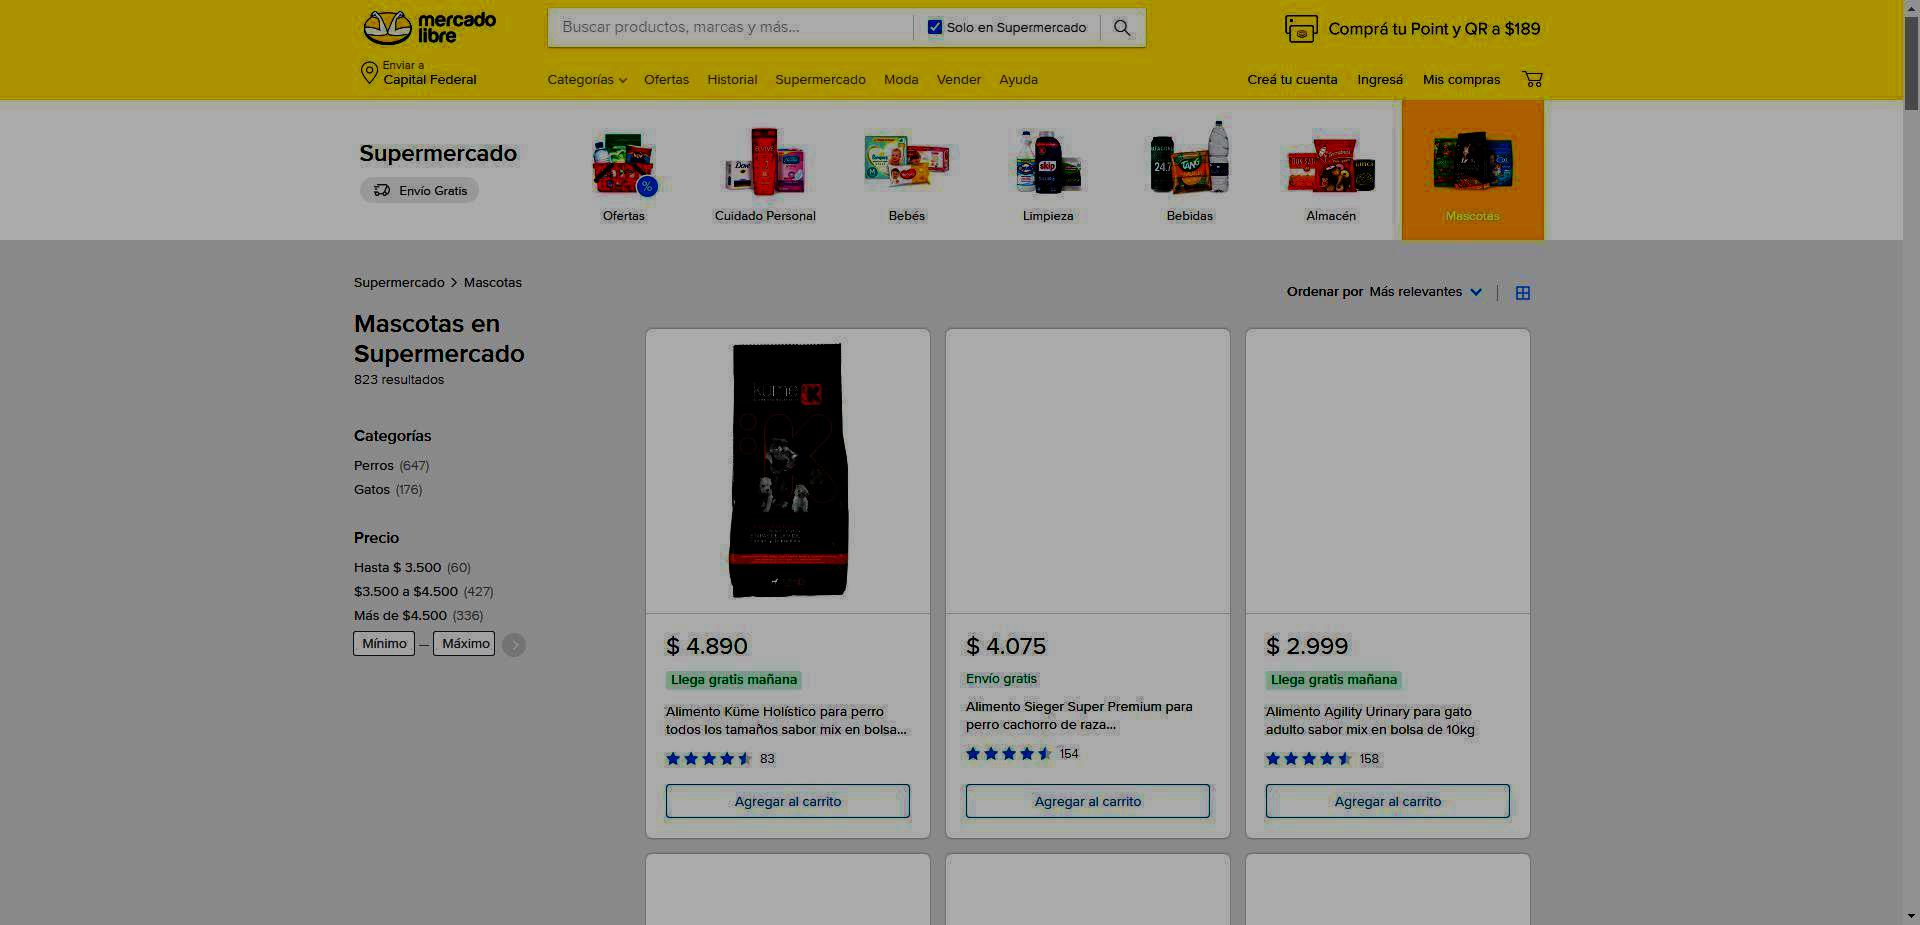 mercado
libre
Buscar productos, marcas y más...
Solo en Supermercado
Comprá tu Point y QR a $189
Enviar a
Capital Federal
Categorías
Ofertas
Historial
Supermercado
Moda
Vender
Ayuda
Creá tu cuenta
Ingresá
Mis compras
Supermercado
Envío Gratis
%
Ofertas
Dove
Cuidado Personal
Bebés
skip
Limpieza
24.7
TANG
Bebidas
Almacén
Mascotas
Supermercado > Mascotas
Ordenar por Más relevantes
Mascotas en
Supermercado
823 resultados
Categorías
Perros (647)
Gatos (176)
Precio
Hasta $ 3.500 (60)
$3.500 a $4.500 (427)
Más de $4.500 (336)
Mínimo — Máximo
küme K
$ 4.890
Llega gratis mañana
Alimento Küme Holístico para perro
todos los tamaños sabor mix en bolsa...
83
Agregar al carrito
$ 4.075
Envío gratis
Alimento Sieger Super Premium para
perro cachorro de raza...
154
Agregar al carrito
$ 2.999
Llega gratis mañana
Alimento Agility Urinary para gato
adulto sabor mix en bolsa de 10kg
158
Agregar al carrito